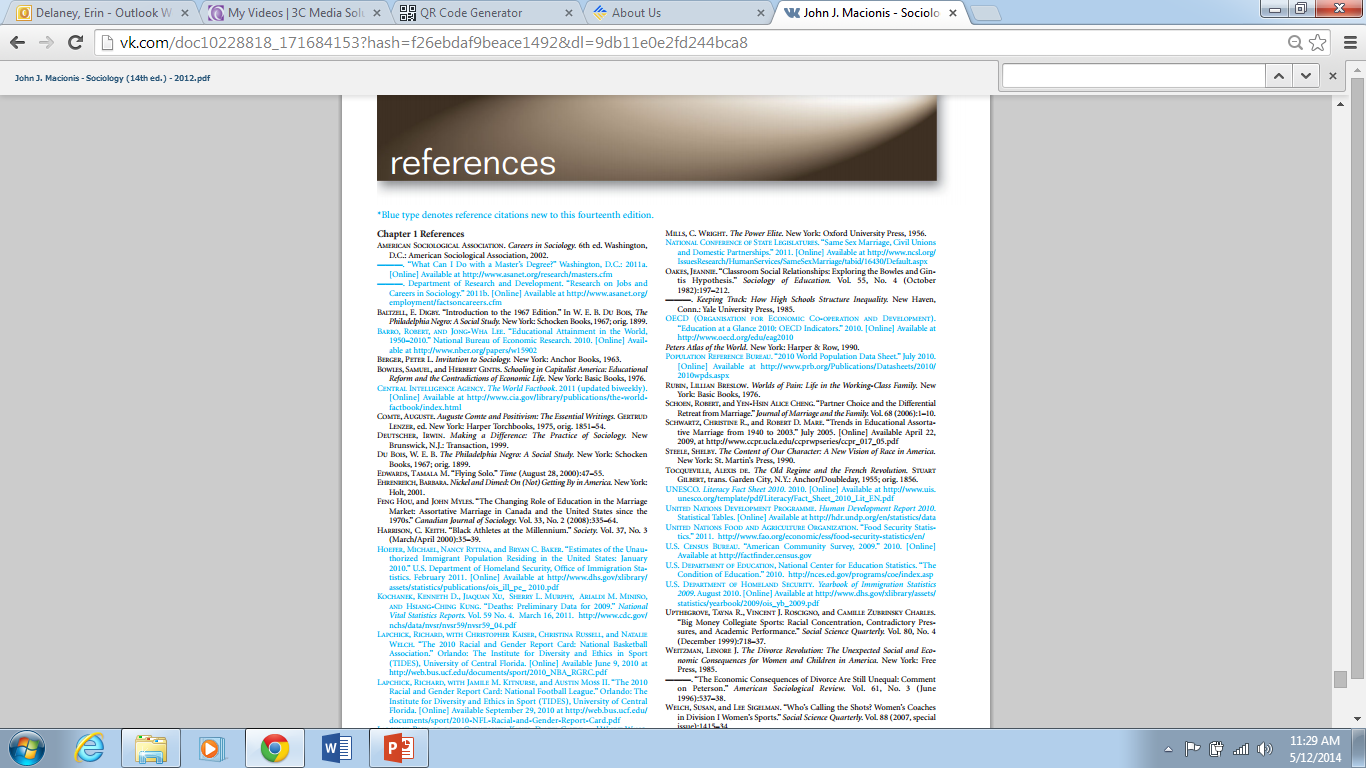 Delaney, Erin - Outlook W
My Videos | 3C Media Solu
QR Code Generator
About Us
John J. Macionis - Sociolo
vk.com/doc10228818_171684153?hash=f26ebdaf9beace1492&dl=9db11e0e2fd244bca8
John J. Macionis - Sociology (14th ed.) - 2012.pdf
references
*Blue type denotes reference citations new to this fourteenth edition.
Chapter 1 References
American Sociological Association. Careers in Sociology. 6th ed. Washington,
D.C.: American Sociological Association, 2002.
———. “What Can I Do with a Master’s Degree?” Washington, D.C.: 2011a.
[Online] Available at http://www.asanet.org/research/masters.cfm
———. Department of Research and Development. “Research on Jobs and
Careers in Sociology,” 2011b. [Online] Available at http://www.asanet.org/
employment/factsoncareers.cfm
Baltzell, E. Digby. “Introduction to the 1967 Edition.” In W. E. B. Du Bois, The
Philadelphia Negro: A Social Study. New York: Schocken Books, 1967; orig. 1899.
Barro, Robert, and Jong-Wha Lee. “Educational Attainment in the World,
1950–2010.” National Bureau of Economic Research. 2010. [Online] Avail-
able at http://www.nber.org/papers/w15902
Berger, Peter L. Invitation to Sociology. New York: Anchor Books, 1963.
Bowles, Samuel, and Herbert Gintis. Schooling in Capitalist America: Educational
Reform and the Contradictions of Economic Life. New York: Basic Books, 1976.
Central Intelligence Agency, The World Factbook. 2011 (updated biweekly).
[Online] Available at http://www.cia.gov/library/publications/the-world-
factbook/index.html
Comte, Auguste. Auguste Comte and Positivism: The Essential Writings. Gertrud
Lenzer, ed. New York: Harper Torchbooks, 1975, orig. 1851–54.
Deutscher, Irwin. Making a Difference: The Practice of Sociology. New
Brunswick, N.J.: Transaction, 1999.
Du Bois, W. E. B. The Philadelphia Negro: A Social Study. New York: Schocken
Books, 1967; orig. 1899.
Edwards, Tamala M. “Flying Solo.” Time (August 28, 2000):47–55.
Ehrenreich, Barbara. Nickel and Dimed: On (Not) Getting By in America. New York:
Holt, 2001.
Feng Hou, and John Myles. “The Changing Role of Education in the Marriage
Market: Assortative Marriage in Canada and the United States since the
1970s.” Canadian Journal of Sociology. Vol. 33, No. 2 (2008):335–64.
Harrison, C. Keith. “Black Athletes at the Millennium.” Society. Vol. 37, No. 3
(March/April 2000):35–39.
Hoefer, Michael, Nancy Rytina, and Bryan C. Baker. “Estimates of the Unau-
thorized Immigrant Population Residing in the United States: January
2010,” U.S. Department of Homeland Security, Office of Immigration Sta-
tistics. February 2011. [Online] Available at http://www.dhs.gov/xlibrary/
assets/statistics/publications/ois_ill_pe_ 2010.pdf
Kochanek, Kenneth D., Jiaquan Xu, Sherry L. Murphy, Arialdi M, Miniño,
and Hsiang-Ching Kung. “Deaths: Preliminary Data for 2009.” National
Vital Statistics Reports. Vol. 59 No. 4. March 16, 2011. http://www.cdc.gov/
nchs/data/nvsr/nvsr59/nvsr59_04.pdf
Lapchick, Richard, with Christopher Kaiser, Christina Russell, and Natalie
Welch. “The 2010 Racial and Gender Report Card: National Basketball
Association.” Orlando: The Institute for Diversity and Ethics in Sport
(TIDES), University of Central Florida. [Online] Available June 9, 2010 at
http://web.bus.ucf.edu/documents/sport/2010_NBA_RGRC.pdf
Lapchick, Richard, with Jamile M. Kitnurse, and Austin Moss II. “The 2010
Racial and Gender Report Card: National Football League.” Orlando: The
Institute for Diversity and Ethics in Sport (TIDES), University of Central
Florida. [Online] Available September 29, 2010 at http://web.bus.ucf.edu/
documents/sport/2010-NFL-Racial-and-Gender-Report-Card.pdf
Mills, C. Wright. The Power Elite. New York: Oxford University Press, 1956.
National Conference of State Legislatures. “Same Sex Marriage, Civil Unions
and Domestic Partnerships.” 2011. [Online] Available at http://www.ncsl.org/
IssuesResearch/HumanServices/SameSexMarriage/tabid/16430/Default.aspx
Oakes, Jeannie. “Classroom Social Relationships: Exploring the Bowles and Gin-
tis Hypothesis.” Sociology of Education. Vol. 55, No. 4 (October
1982):197–212.
———. Keeping Track: How High Schools Structure Inequality. New Haven,
Conn.: Yale University Press, 1985.
OECD (Organisation for Economic Co-operation and Development).
“Education at a Glance 2010: OECD Indicators.” 2010. [Online] Available at
http://www.oecd.org/edu/eag2010
Peters Atlas of the World. New York: Harper & Row, 1990.
Population Reference Bureau. “2010 World Population Data Sheet.” July 2010.
[Online] Available at http://www.prb.org/Publications/Datasheets/2010/
2010wpds.aspx
Rubin, Lillian Breslow. Worlds of Pain: Life in the Working-Class Family. New
York: Basic Books, 1976.
Schoen, Robert, and Yen-Hsin Alice Cheng. “Partner Choice and the Differential
Retreat from Marriage.” Journal of Marriage and the Family. Vol. 68 (2006):1–10.
Schwartz, Christine R., and Robert D. Mare. “Trends in Educational Assorta-
tive Marriage from 1940 to 2003.” July 2005. [Online] Available April 22,
2009, at http://www.ccpr.ucla.edu/ccprwpseries/ccpr_017_05.pdf
Steele, Shelby. The Content of Our Character: A New Vision of Race in America.
New York: St. Martin’s Press, 1990.
Tocqueville, Alexis de. The Old Regime and the French Revolution. Stuart
Gilbert, trans. Garden City, N.Y.: Anchor/Doubleday, 1955; orig. 1856.
UNESCO. Literacy Fact Sheet 2010. 2010. [Online] Available at http://www.uis.
unesco.org/template/pdf/Literacy/Fact_Sheet_2010_Lit_EN.pdf
United Nations Development Programme. Human Development Report 2010.
Statistical Tables. [Online] Available at http://hdr.undp.org/en/statistics/data
United Nations Food and Agriculture Organization. “Food Security Statis-
tics.” 2011. http://www.fao.org/economic/ess/food-security-statistics/en/
U.S. Census Bureau. “American Community Survey, 2009.” 2010. [Online]
Available at http://factfinder.census.gov
U.S. Department of Education, National Center for Education Statistics. “The
Condition of Education,” 2010. http://nces.ed.gov/programs/coe/index.asp
U.S. Department of Homeland Security. Yearbook of Immigration Statistics
2009. August 2010. [Online] Available at http://www.dhs.gov/xlibrary/assets/
statistics/yearbook/2009/ois_yb_2009.pdf
Upthegrove, Tayna R., Vincent J. Roscigno, and Camille Zubrinsky Charles.
“Big Money Collegiate Sports: Racial Concentration, Contradictory Pres-
sures, and Academic Performance.” Social Science Quarterly. Vol. 80, No. 4
(December 1999):718–37.
Weitzman, Lenore J. The Divorce Revolution: The Unexpected Social and Eco-
nomic Consequences for Women and Children in America. New York: Free
Press, 1985.
———. “The Economic Consequences of Divorce Are Still Unequal: Comment
on Peterson.” American Sociological Review. Vol. 61, No. 3 (June
1996):537–38.
Welch, Susan, and Lee Sigelman. “Who’s Calling the Shots? Women’s Coaches
in Division I Women’s Sports.” Social Science Quarterly. Vol. 88 (2007, special
issue):1415–34.
11:29 AM
5/12/2014